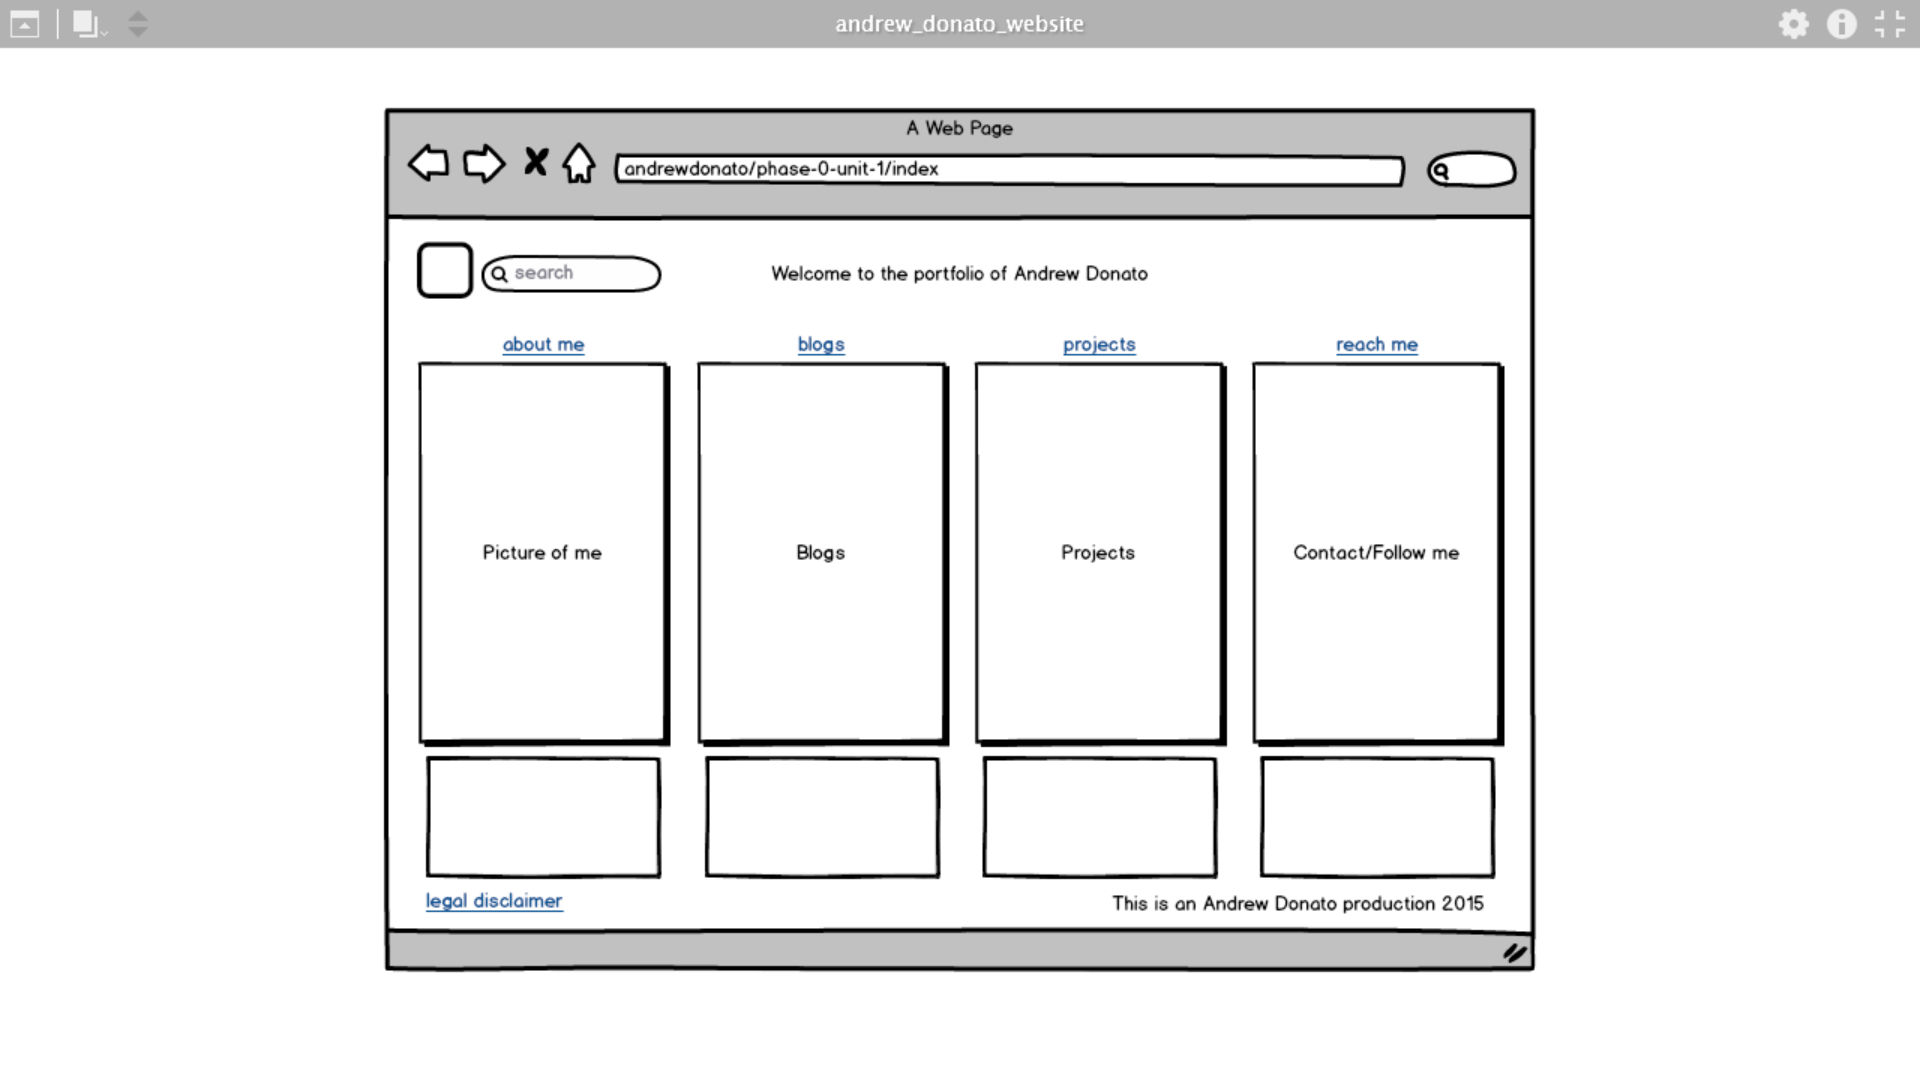 andrew_donato_website
A Web Page
andrewdonato/phase-0-unit-1/index
search
Welcome to the portfolio of Andrew Donato
about me
blogs
projects
reach me
Picture of me
Blogs
Projects
Contact/Follow me
legal disclaimer
This is an Andrew Donato production 2015